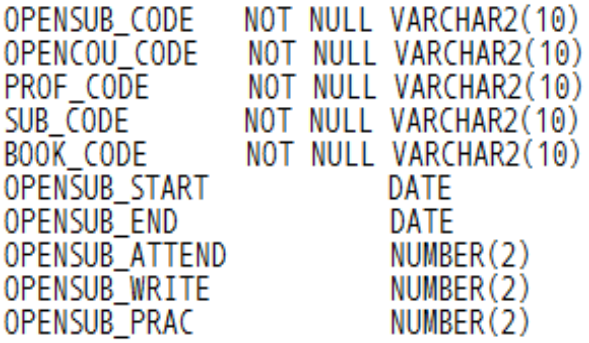 OPENSUB_CODE NOT NULL VARCHAR2(10)
OPENCOU_CODE NOT NULL VARCHAR2(10)
PROF_CODE NOT NULL VARCHAR2(10)
SUB_CODE NOT NULL VARCHAR2(10)
BOOK_CODE NOT NULL VARCHAR2(10)
OPENSUB_START DATE
OPENSUB_END DATE
OPENSUB_ATTEND NUMBER(2)
OPENSUB_WRITE NUMBER(2)
OPENSUB_PRAC NUMBER(2)